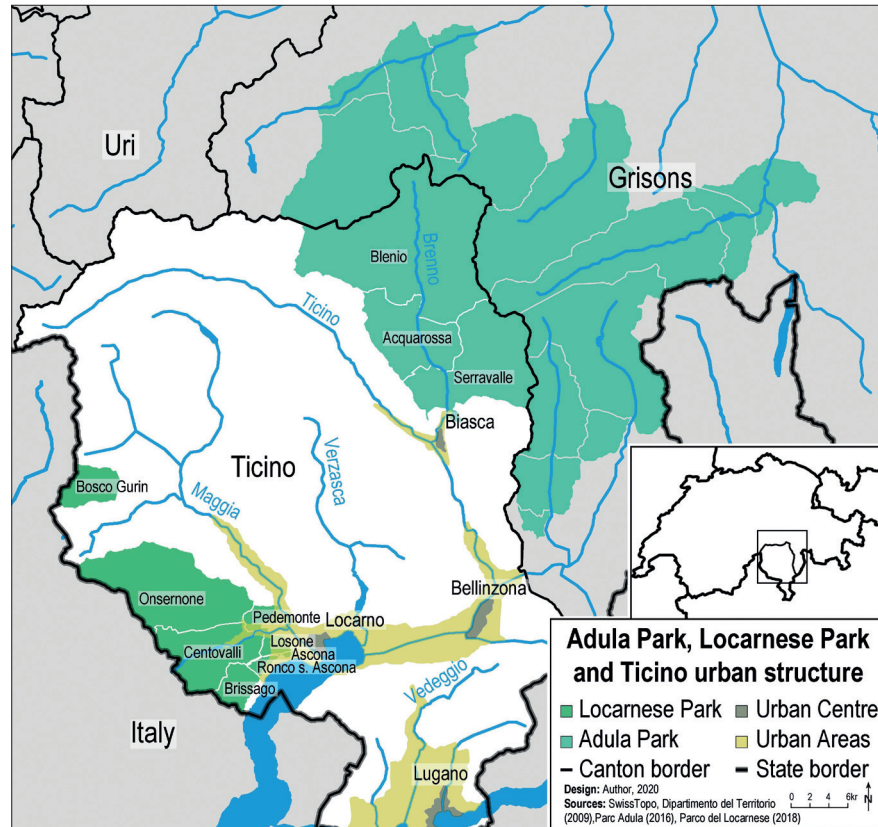 Uri
Grisons
Blenio
Brenno
Ticino
Acquarossa
Serravalle
Biasca
Ticino
Verzasca
Bosco Gurin
Maggia
Onsernone
Bellinzona
Pedemonte
Locarno
Losone
Centovalli
Ascona
Ronco s. Ascona
Brissago
Vedeggio
Italy
Lugano
Adula Park, Locarnese Park
and Ticino urban structure
Locarnese Park
Urban Centre
Adula Park
Urban Areas
Canton border
State border
Design: Author, 2020
0 2 4 6kr
N
Sources: SwissTopo, Dipartimento del Territorio
(2009),Parc Adula (2016), Parco del Locarnese (2018)